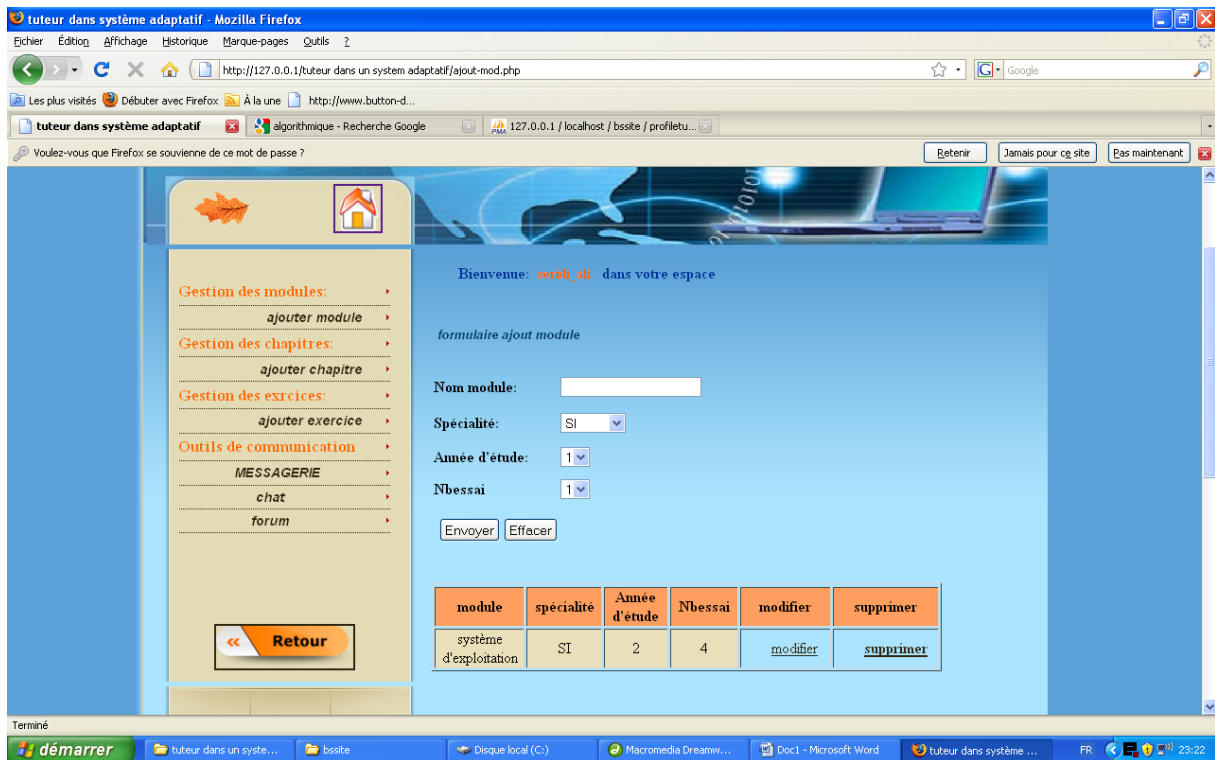 tuteur dans système adaptatif - Mozilla Firefox
Fichier Édition Affichage Historique Marque-pages Outils ?
http://127.0.0.1/tuteur dans un system adaptatif/ajout-mod.php
Google
Les plus visités Débuter avec Firefox À la une http://www.button-d...
tuteur dans système adaptatif algorithmique - Recherche Google 127.0.0.1 / localhost / bssite / profiletu...
Voulez-vous que Firefox se souvienne de ce mot de passe ? Retenir Jamais pour ce site Pas maintenant
Bienvenue: dans votre espace
Gestion des modules:
ajouter module
Gestion des chapitres:
ajouter chapitre
Gestion des exrcices:
ajouter exercice
Outils de communication
MESSAGERIE
chat
forum
« Retour
formulaire ajout module
Nom module:
Spécialité: SI
Année d'étude: 1
Nbessai 1
Envoyer Effacer
module spécialité Année d'étude Nbessai modifier supprimer
système d'exploitation SI 2 4 modifier supprimer
Terminé
démarrer tuteur dans un syste... bssite Disque local (C:) Macromedia Dreamw... Doc1 - Microsoft Word tuteur dans système ... FR 23:22